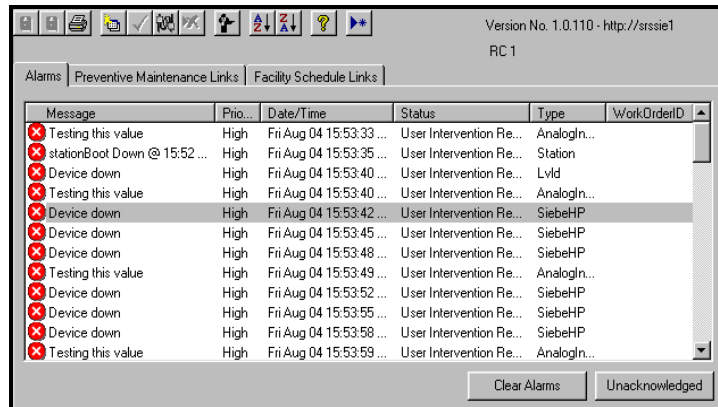 Version No. 1.0.110 - http://srssie1
RC 1
Alarms Preventive Maintenance Links Facility Schedule Links
Message Prio... Date/Time Status Type WorkOrderID
Testing this value High Fri Aug 04 15:53:33 ... User Intervention Re... AnalogIn...
stationBoot Down @ 15:52 ... High Fri Aug 04 15:53:35 ... User Intervention Re... Station
Device down High Fri Aug 04 15:53:40 ... User Intervention Re... Lvld
Testing this value High Fri Aug 04 15:53:40 ... User Intervention Re... AnalogIn...
Device down High Fri Aug 04 15:53:42 ... User Intervention Re... SiebeHP
Device down High Fri Aug 04 15:53:45 ... User Intervention Re... SiebeHP
Device down High Fri Aug 04 15:53:48 ... User Intervention Re... SiebeHP
Testing this value High Fri Aug 04 15:53:49 ... User Intervention Re... AnalogIn...
Device down High Fri Aug 04 15:53:52 ... User Intervention Re... SiebeHP
Device down High Fri Aug 04 15:53:55 ... User Intervention Re... SiebeHP
Device down High Fri Aug 04 15:53:58 ... User Intervention Re... SiebeHP
Testing this value High Fri Aug 04 15:53:59 ... User Intervention Re... AnalogIn...
Clear Alarms Unacknowledged